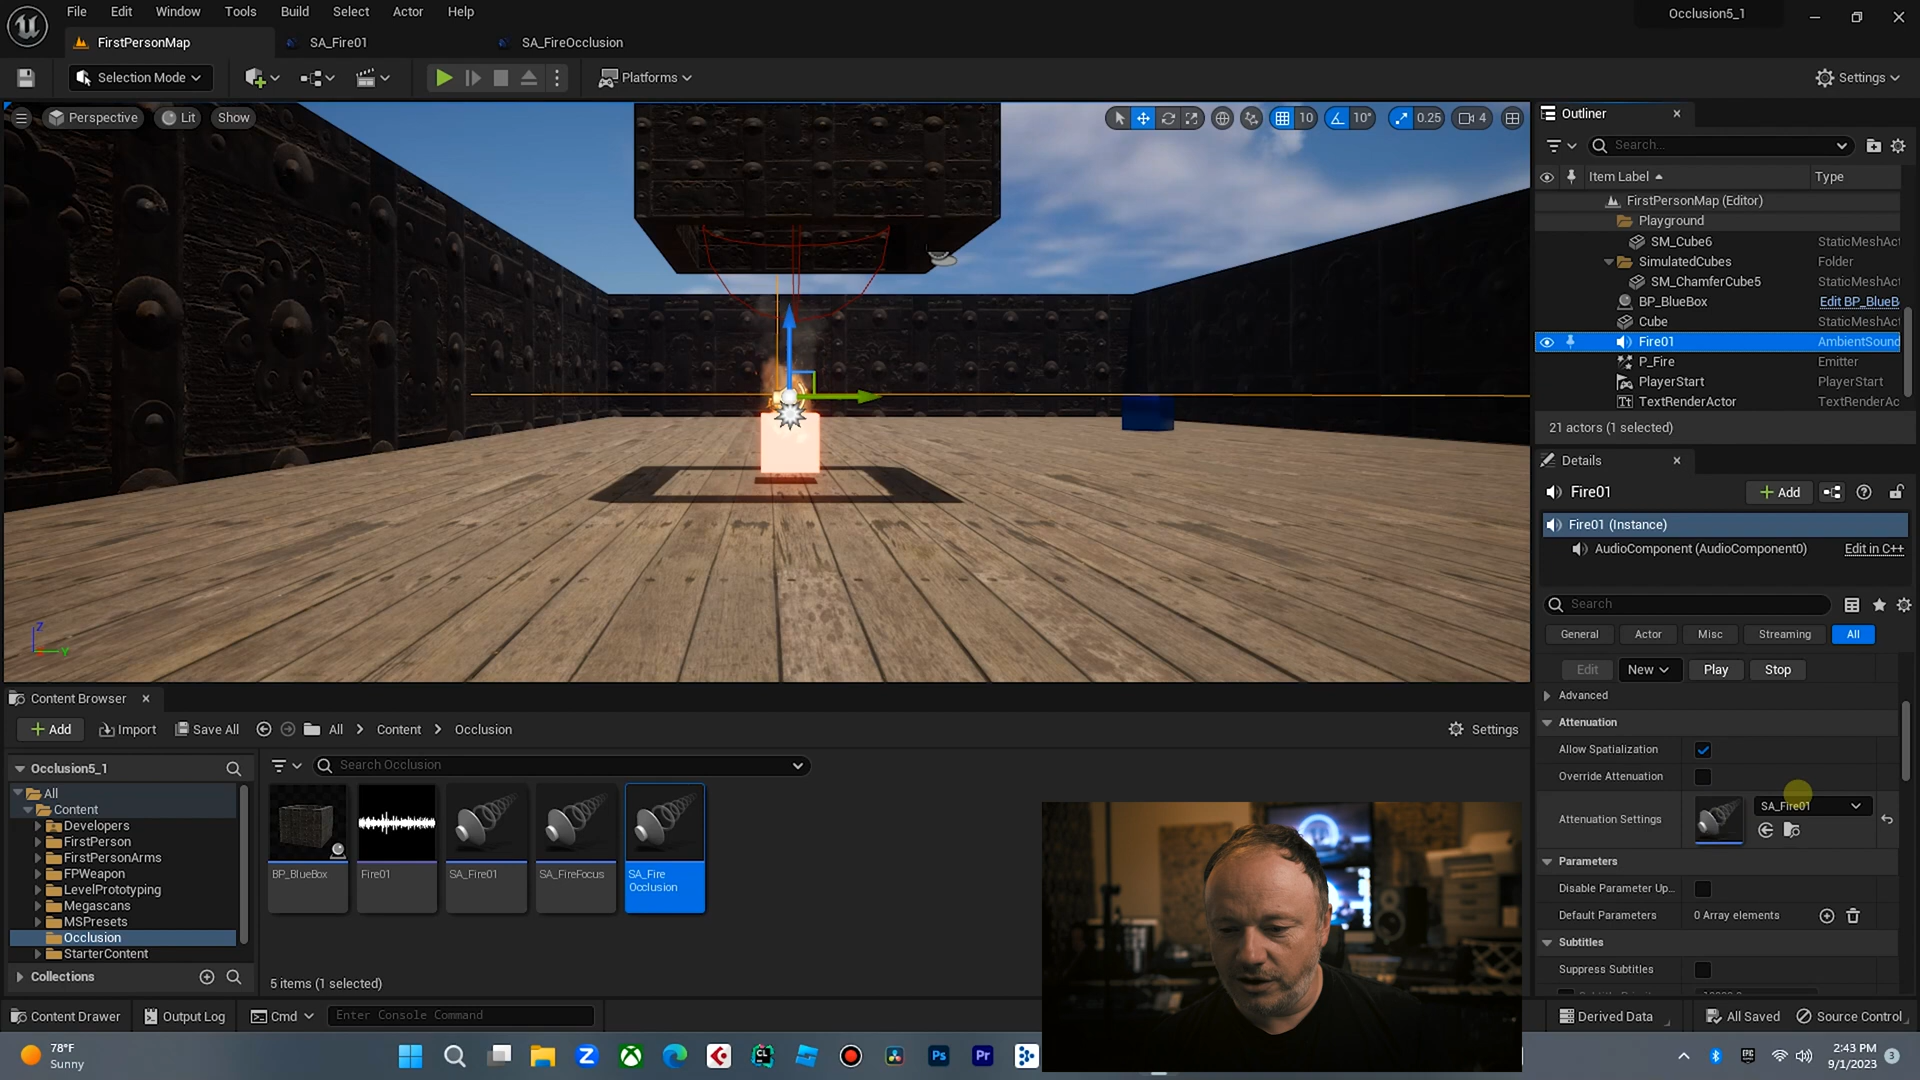 File Edit Window Tools Build Select Actor Help
Occlusion5_1
FirstPersonMap
SA_Fire01
SA_FireOcclusion
Selection Mode
Platforms
Settings
Perspective
Lit
Show
10
10°
0.25
4
Outliner
Search...
Item Label
Type
FirstPersonMap (Editor)
Playground
SM_Cube6 StaticMeshAct
SimulatedCubes Folder
SM_ChamferCube5 StaticMeshAct
BP_BlueBox Edit BP_BlueB
Cube StaticMeshAct
Fire01 AmbientSound
P_Fire Emitter
PlayerStart PlayerStart
TextRenderActor TextRenderAc
21 actors (1 selected)
Details
Fire01
Add
Fire01 (Instance)
AudioComponent (AudioComponent0) Edit in C++
Search
General Actor Misc Streaming All
Edit New Play Stop
Advanced
Attenuation
Allow Spatialization
Override Attenuation
Attenuation Settings
SA_Fire01
Parameters
Disable Parameter Up...
Default Parameters 0 Array elements
Subtitles
Suppress Subtitles
Z
Y
Content Browser
Add Import Save All All Content Occlusion Settings
Occlusion5_1
Search Occlusion
All
Content
Developers
FirstPerson
FirstPersonArms
FPWeapon
LevelPrototyping
Megascans
MSPresets
Occlusion
StarterContent
Collections
BP_BlueBox
Fire01
SA_Fire01
SA_FireFocus
SA_Fire
Occlusion
5 items (1 selected)
Content Drawer
Output Log
Cmd
Enter Console Command
Derived Data
All Saved
Source Control
78°F
Sunny
Z
CL
Ps
Pr
EPIC
2:43 PM
9/1/2023
3